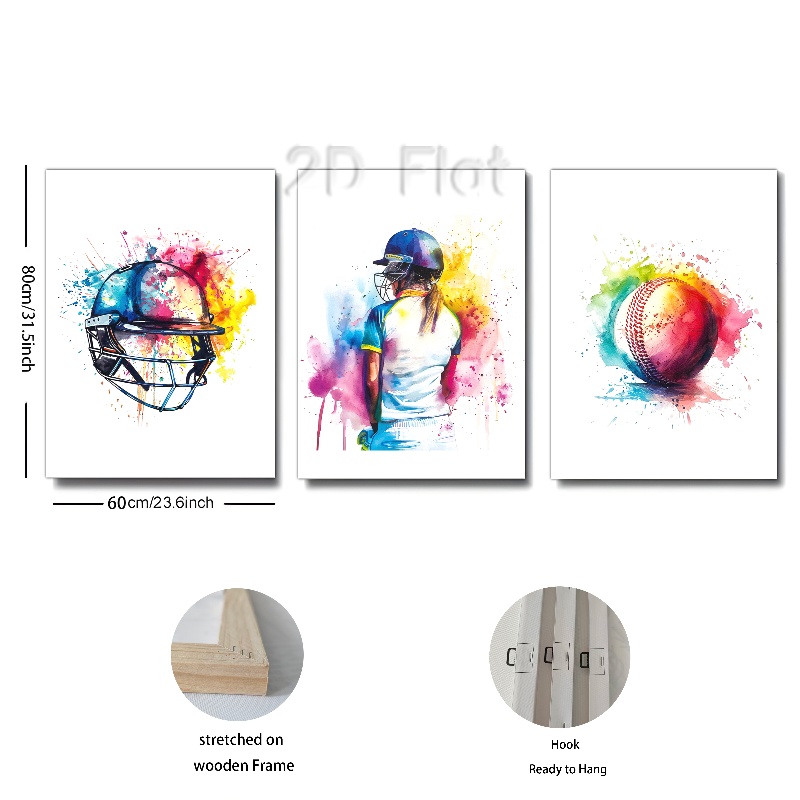 2D Flat
80cm/31.5inch
60cm/23.6inch
stretched on
wooden Frame
Hook
Ready to Hang